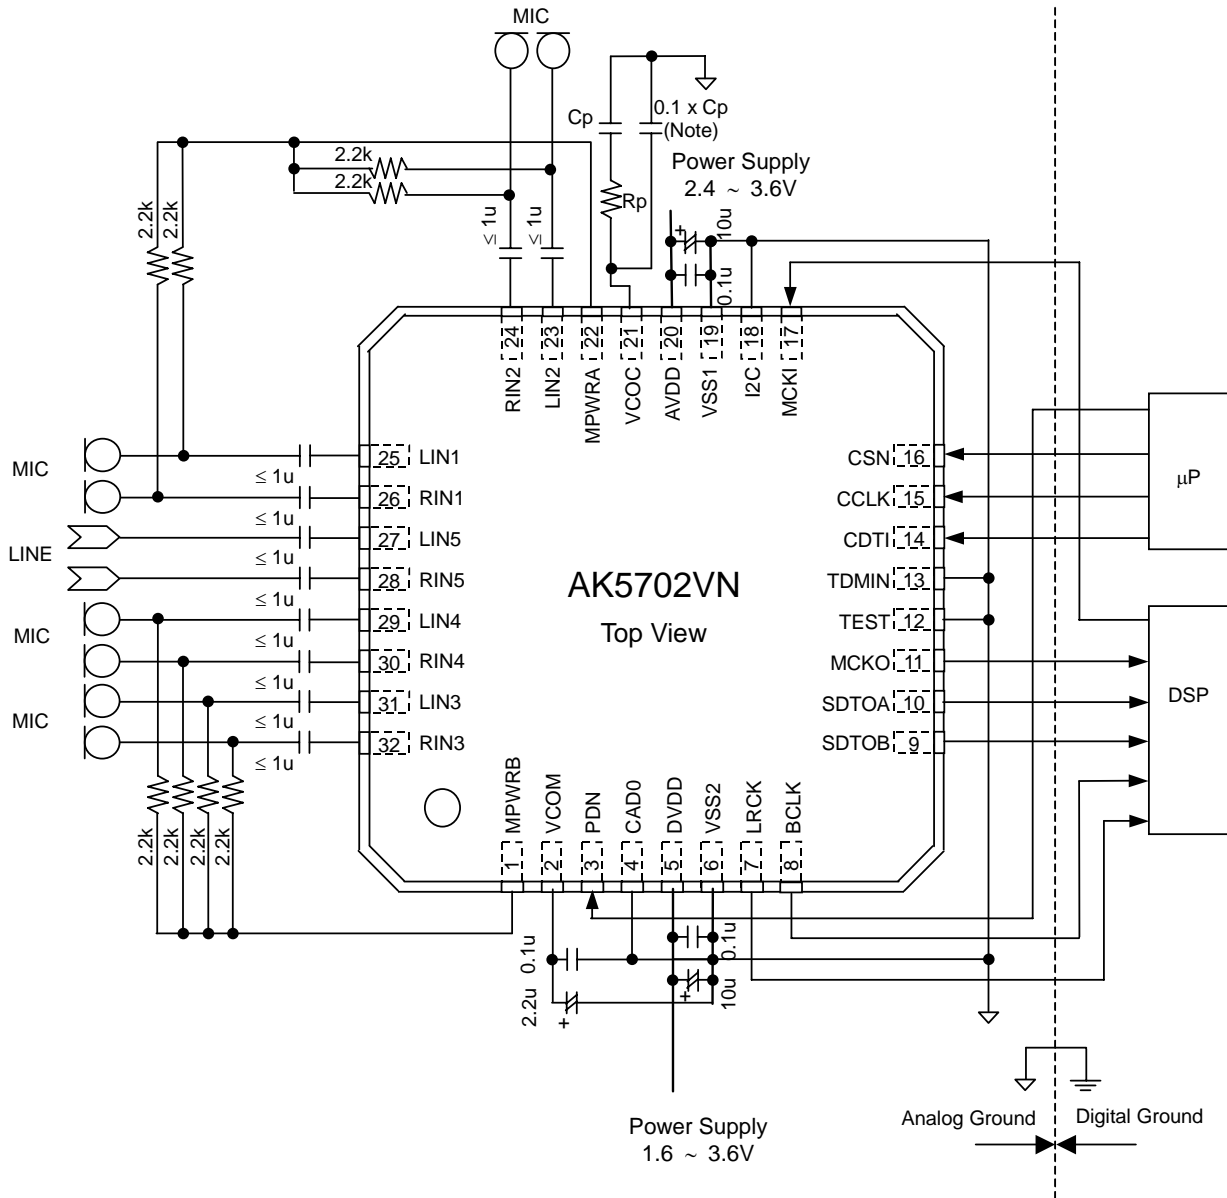 MIC
Cp
0.1 x Cp
(Note)
2.2k
2.2k
Power Supply
2.4 ~ 3.6V
Rp
2.2k
2.2k
≤ 1u
≤ 1u
10u
0.1u
24
23
22
21
20
19
18
17
RIN2
LIN2
MPWRA
VCOC
AVDD
VSS1
I2C
MCKI
MIC
25 LIN1
≤ 1u
26 RIN1
≤ 1u
LINE
27 LIN5
≤ 1u
28 RIN5
≤ 1u
MIC
29 LIN4
≤ 1u
30 RIN4
≤ 1u
MIC
31 LIN3
≤ 1u
32 RIN3
≤ 1u
AK5702VN
Top View
CSN 16
CCLK 15
CDTI 14
TDMIN 13
TEST 12
MCKO 11
SDTOA 10
SDTOB 9
µP
DSP
MPWRB
VCOM
PDN
CAD0
DVDD
VSS2
LRCK
BCLK
1
2
3
4
5
6
7
8
2.2k
2.2k
2.2k
2.2k
0.1u
2.2u
+
+
0.1u
10u
+
Power Supply
1.6 ~ 3.6V
Analog Ground
Digital Ground